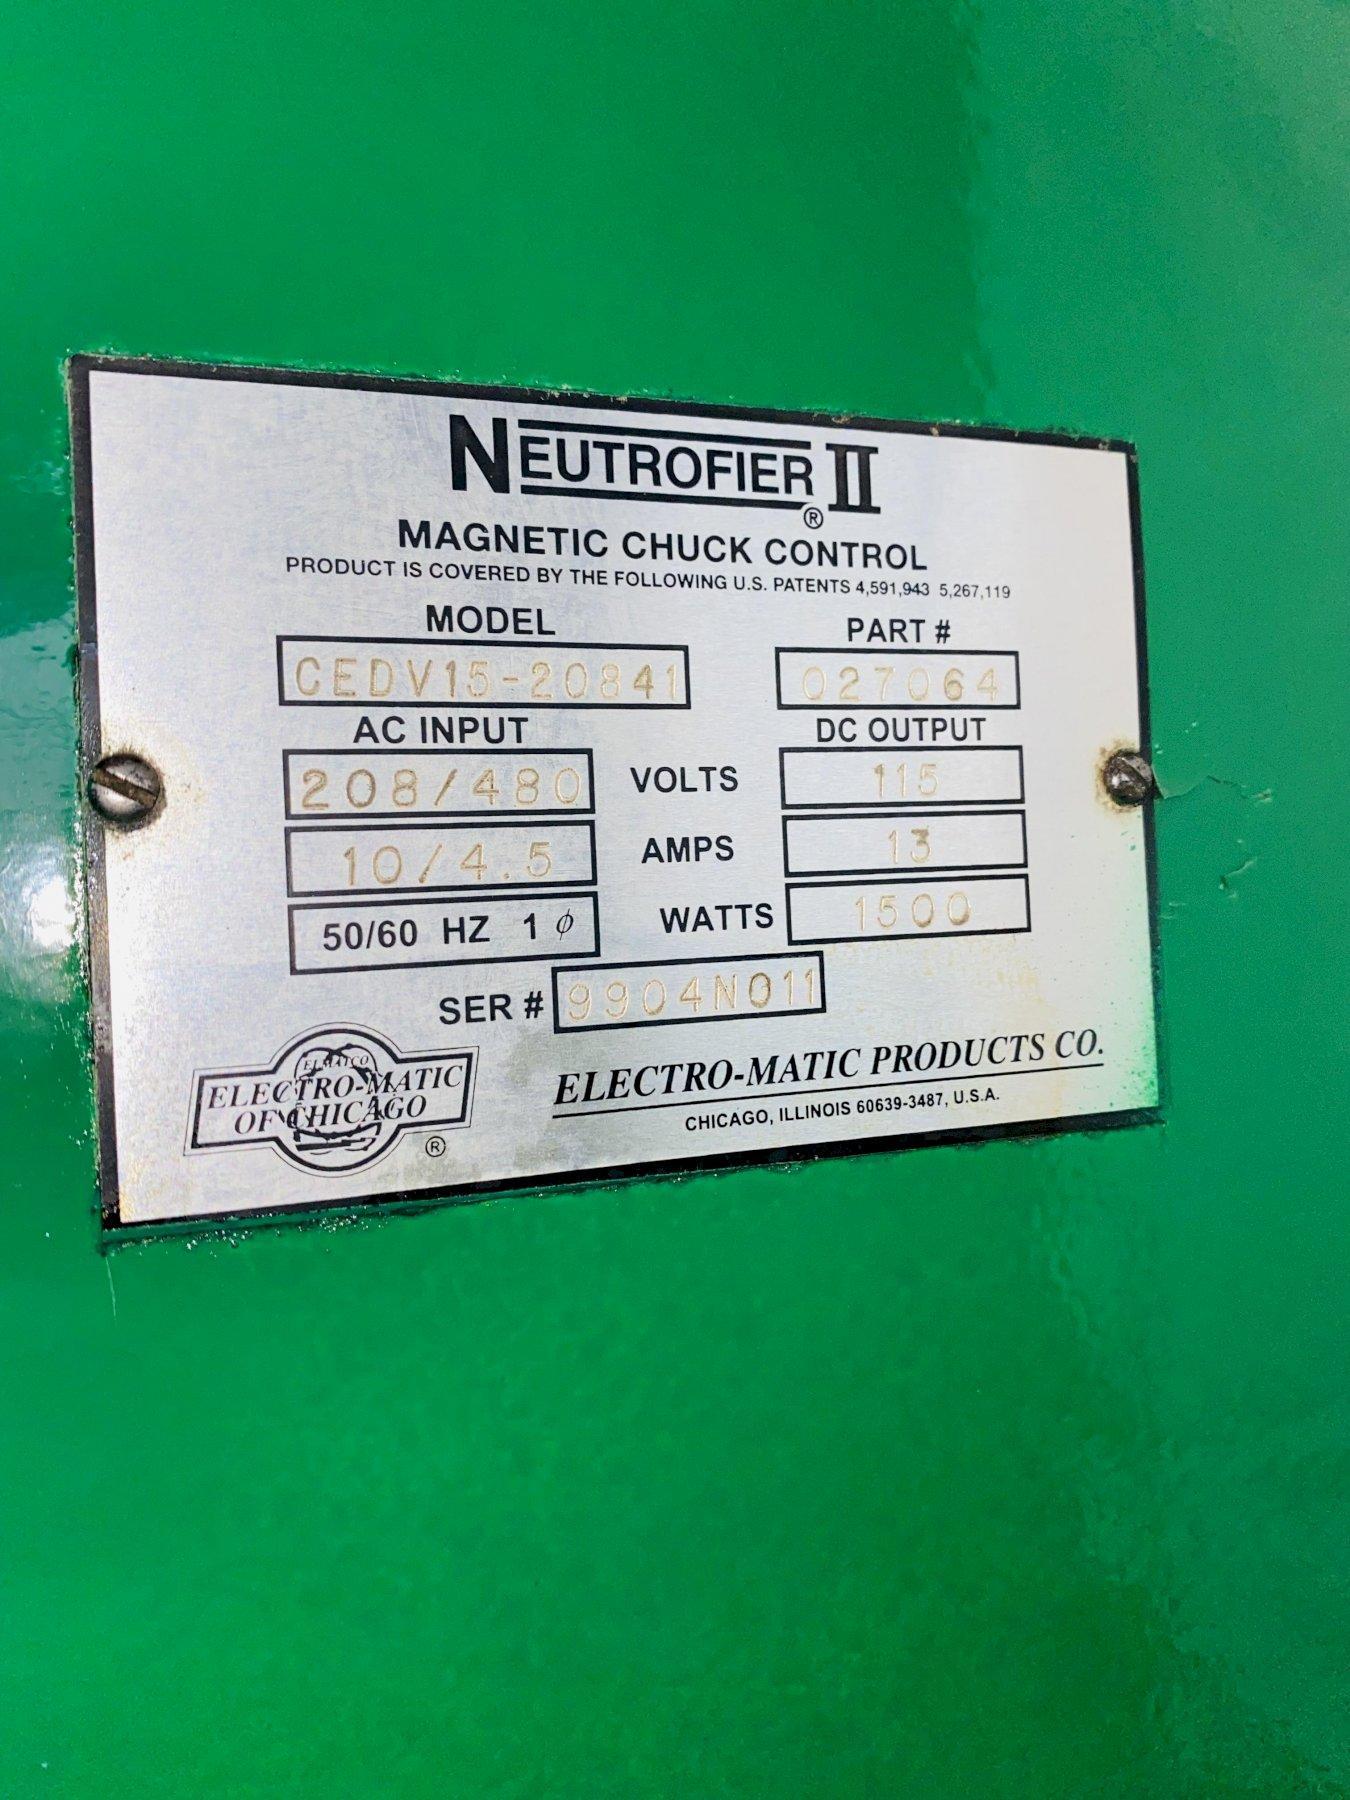 NEUTROFIER II ®
MAGNETIC CHUCK CONTROL
PRODUCT IS COVERED BY THE FOLLOWING U.S. PATENTS 4,591,943 5,267,119
MODEL PART #
CEDV15-20841 027064
AC INPUT DC OUTPUT
208/480 VOLTS 115
10/4.5 AMPS 13
50/60 HZ 1 ϕ WATTS 1500
SER # 9904N011
ELMATCO
ELECTRO-MATIC
OF CHICAGO
®
ELECTRO-MATIC PRODUCTS CO.
CHICAGO, ILLINOIS 60639-3487, U.S.A.